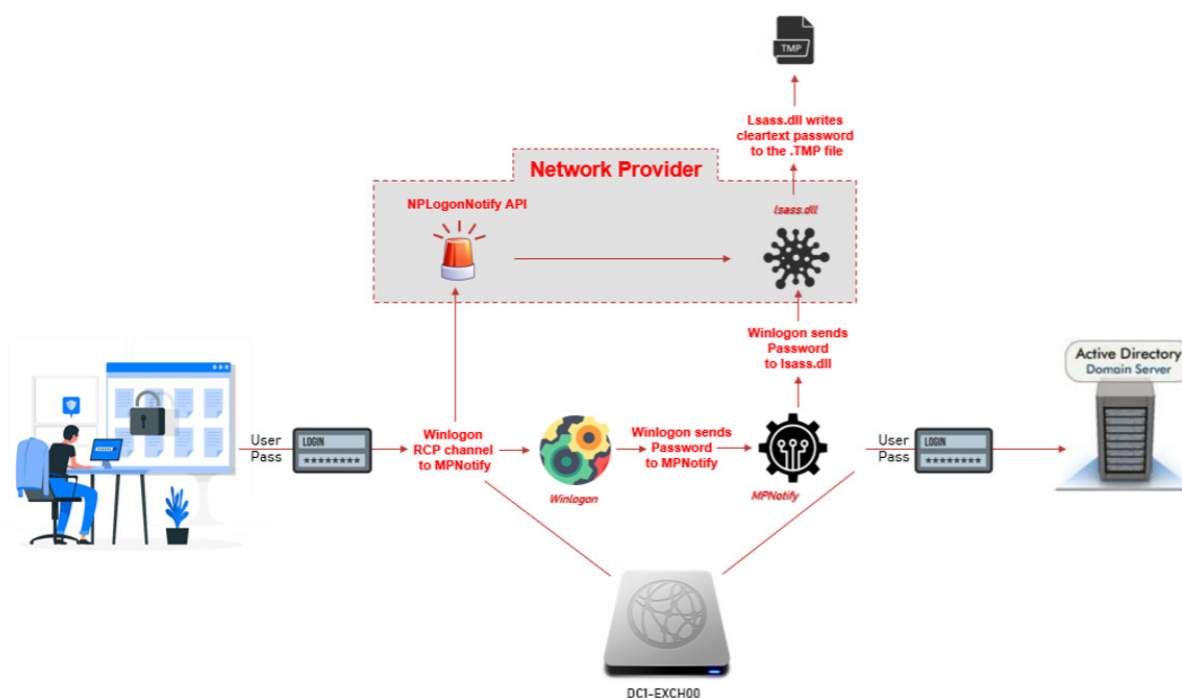 TMP
Lsass.dll writes
cleartext password
to the .TMP file
Network Provider
NPLogonNotify API
lsass.dll
Winlogon sends
Password
to lsass.dll
Active Directory
Domain Server
User
Pass
LOGIN
********
Winlogon
RCP channel
to MPNotify
Winlogon
Winlogon sends
Password
to MPNotify
MPNotify
User
Pass
LOGIN
********
DC1-EXCH00